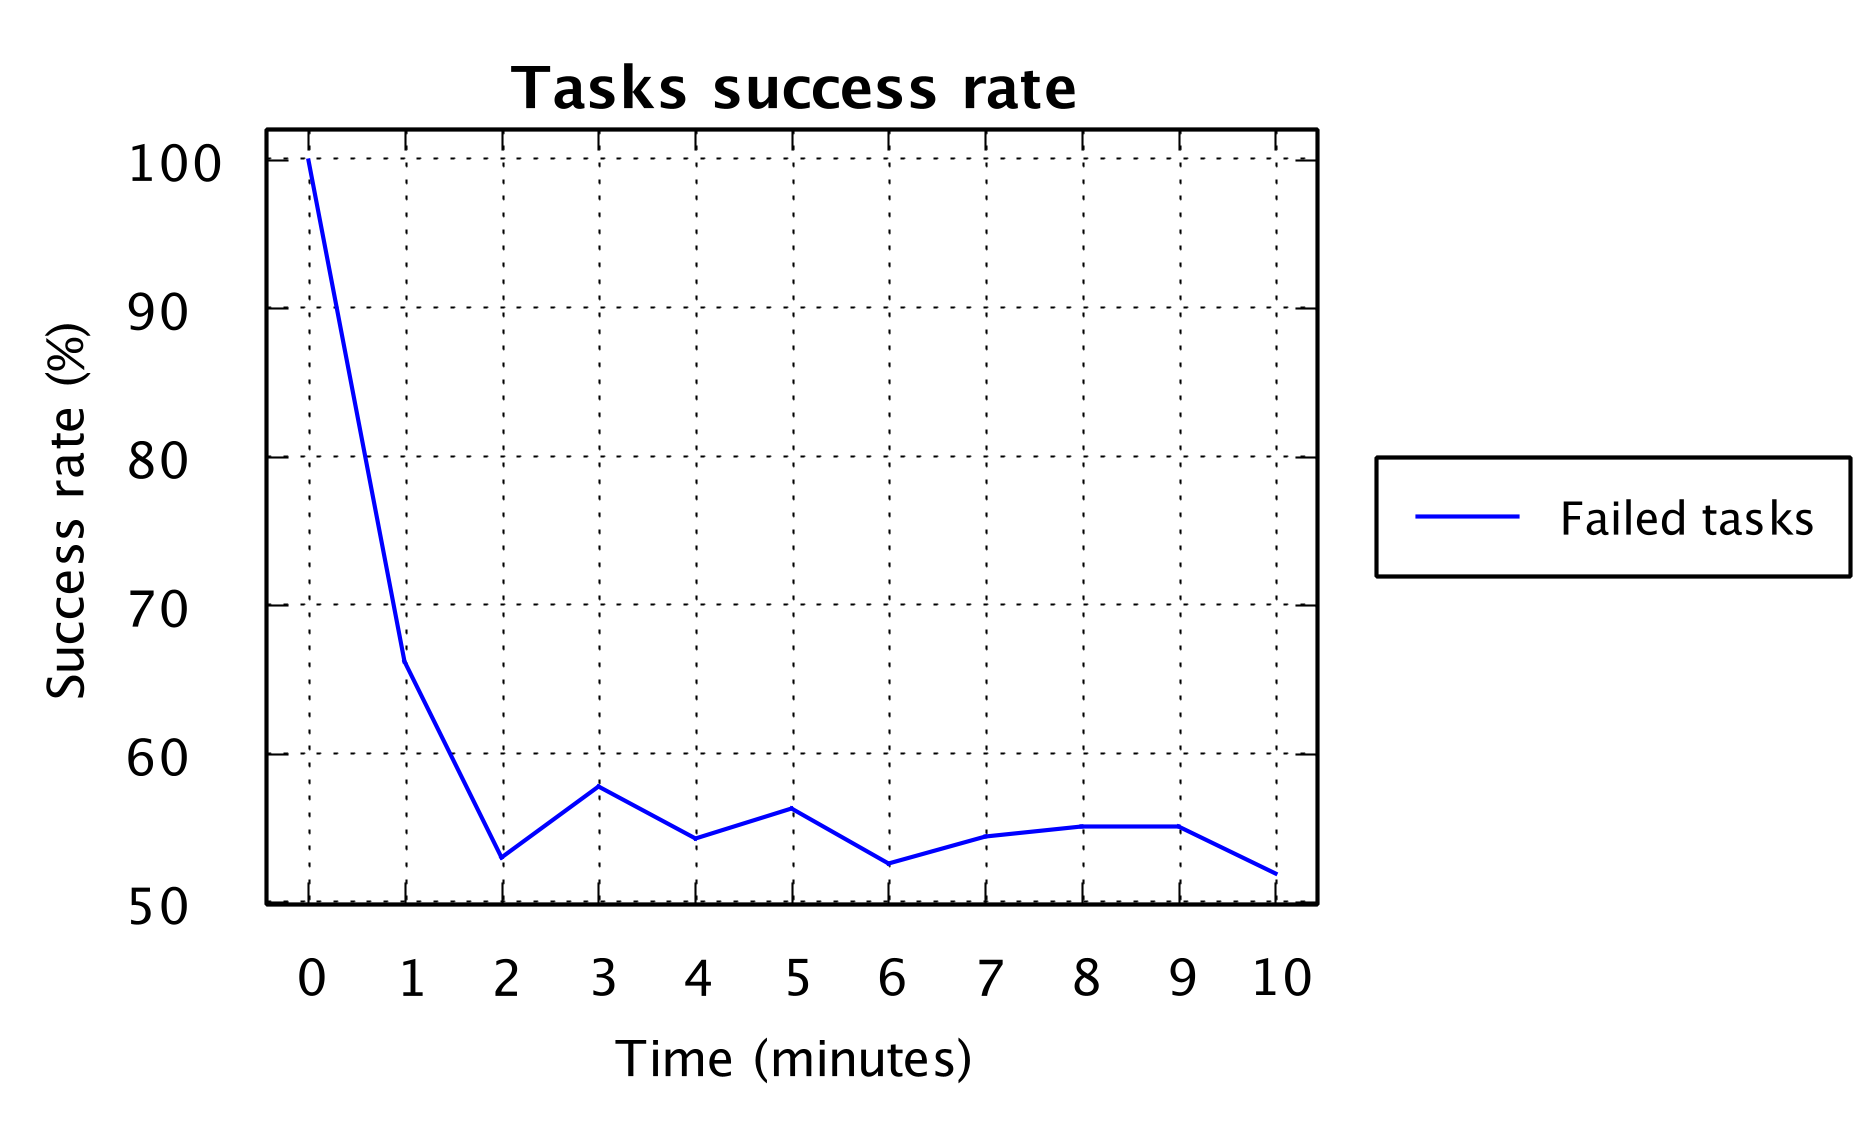 Tasks success rate
100
90
80
70
60
50
Success rate (%)
0 1 2 3 4 5 6 7 8 9 10
Time (minutes)
Failed tasks